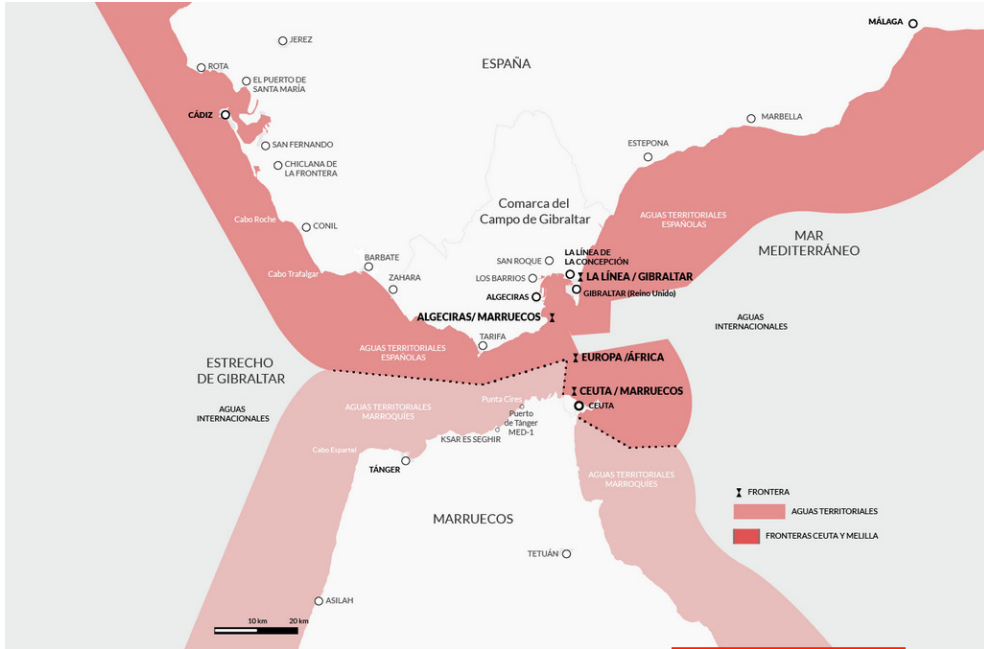 MÁLAGA
JEREZ
ESPAÑA
ROTA
EL PUERTO DE
SANTA MARÍA
CÁDIZ
MARBELLA
SAN FERNANDO
ESTEPONA
CHICLANA DE
LA FRONTERA
Comarca del
Campo de Gibraltar
Cabo Roche
CONIL
AGUAS TERRITORIALES
ESPAÑOLAS
MAR
MEDITERRÁNEO
BARBATE
SAN ROQUE
LA LÍNEA DE
LA CONCEPCIÓN
Cabo Trafalgar
ZAHARA
LOS BARRIOS
LA LÍNEA / GIBRALTAR
ALGECIRAS
GIBRALTAR (Reino Unido)
ALGECIRAS/ MARRUECOS
AGUAS
INTERNACIONALES
TARIFA
AGUAS TERRITORIALES
ESPAÑOLAS
EUROPA /ÁFRICA
ESTRECHO
DE GIBRALTAR
CEUTA / MARRUECOS
AGUAS
INTERNACIONALES
AGUAS TERRITORIALES
MARROQUÍES
Punta Cires
CEUTA
Puerto
de Tánger
MED-1
KSAR ES SEGHIR
Cabo Espartel
TÁNGER
AGUAS TERRITORIALES
MARROQUÍES
FRONTERA
AGUAS TERRITORIALES
MARRUECOS
FRONTERAS CEUTA Y MELILLA
TETUÁN
ASILAH
10 km 20 km